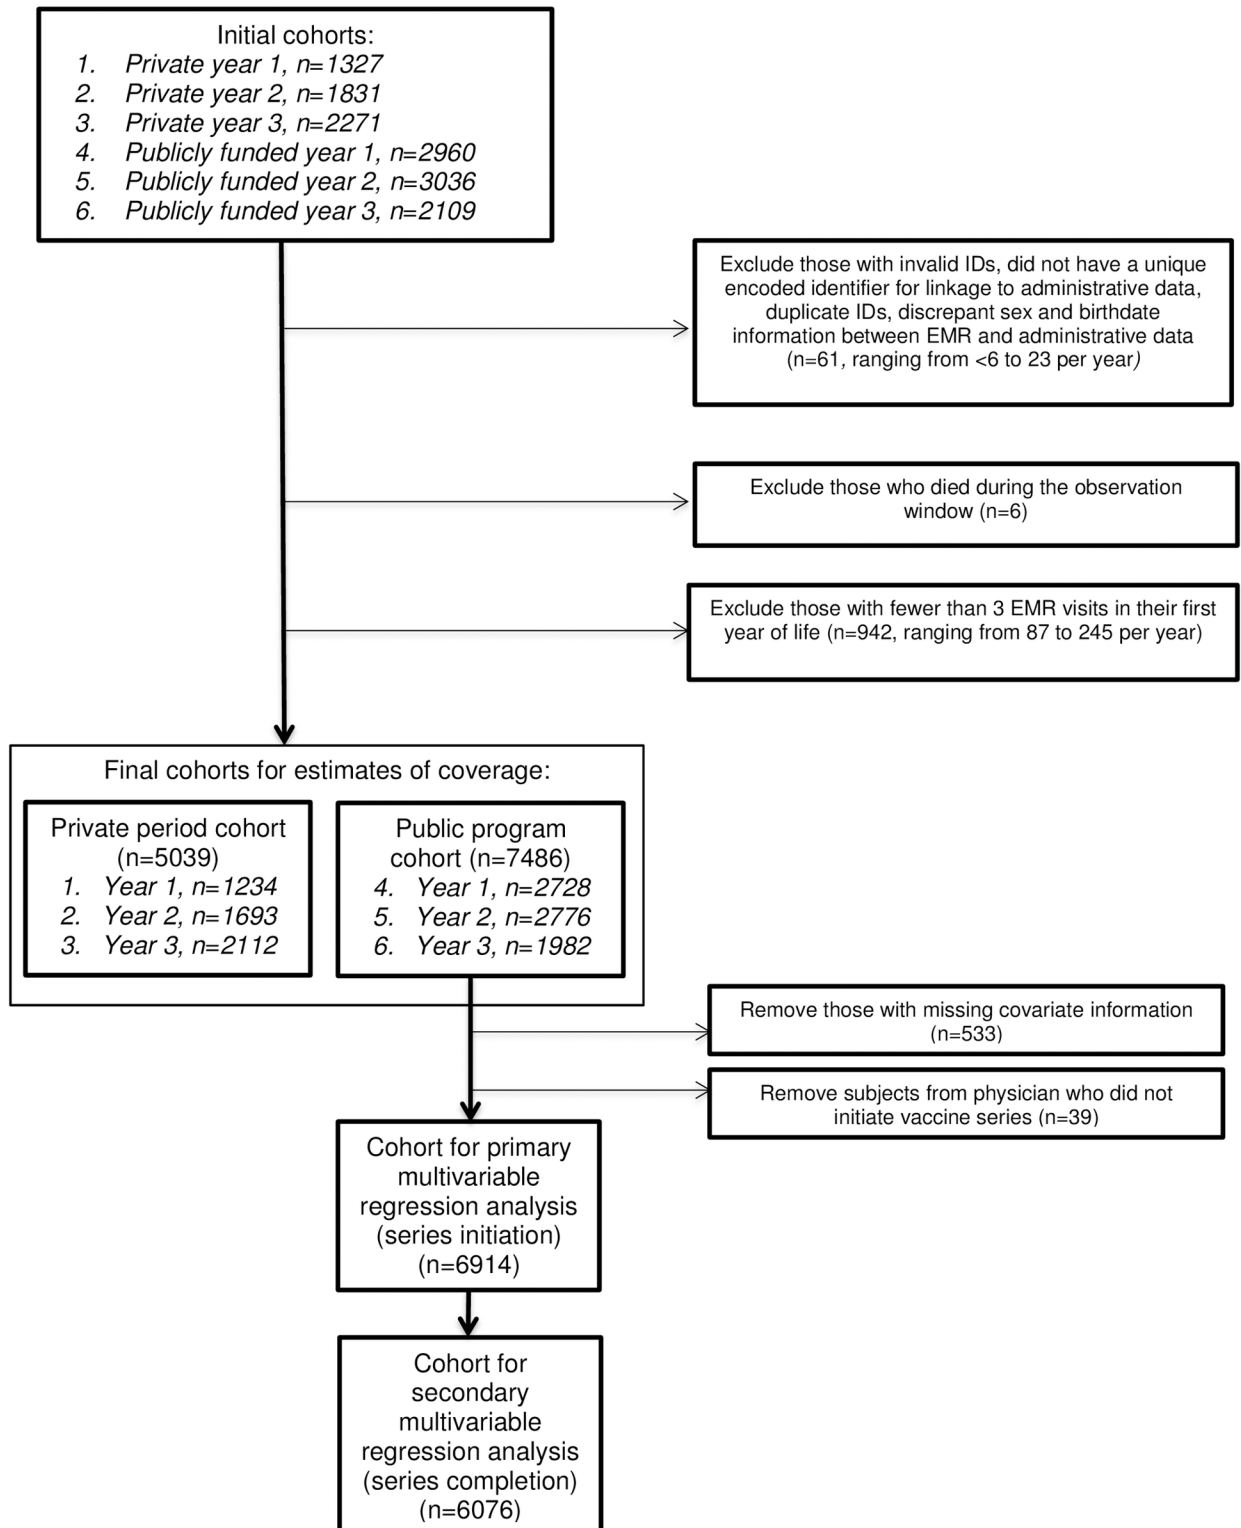 Initial cohorts:
1. Private year 1, n=1327
2. Private year 2, n=1831
3. Private year 3, n=2271
4. Publicly funded year 1, n=2960
5. Publicly funded year 2, n=3036
6. Publicly funded year 3, n=2109
Exclude those with invalid IDs, did not have a unique
encoded identifier for linkage to administrative data,
duplicate IDs, discrepant sex and birthdate
information between EMR and administrative data
(n=61, ranging from <6 to 23 per year)
Exclude those who died during the observation
window (n=6)
Exclude those with fewer than 3 EMR visits in their first
year of life (n=942, ranging from 87 to 245 per year)
Final cohorts for estimates of coverage:
Private period cohort
(n=5039)
1. Year 1, n=1234
2. Year 2, n=1693
3. Year 3, n=2112
Public program
cohort (n=7486)
4. Year 1, n=2728
5. Year 2, n=2776
6. Year 3, n=1982
Remove those with missing covariate information
(n=533)
Remove subjects from physician who did not
initiate vaccine series (n=39)
Cohort for primary
multivariable
regression analysis
(series initiation)
(n=6914)
Cohort for
secondary
multivariable
regression analysis
(series completion)
(n=6076)